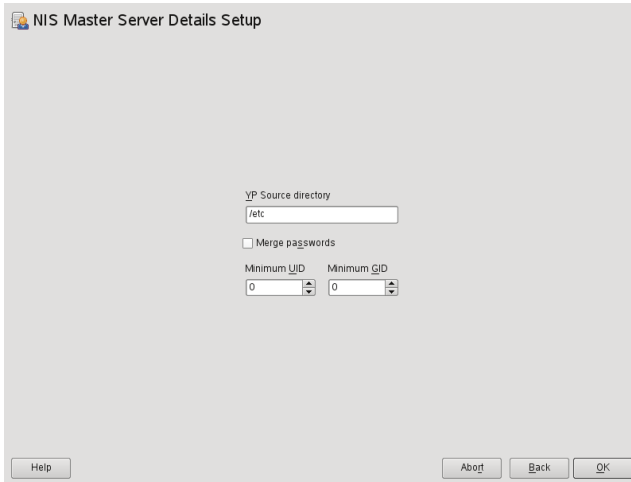 NIS Master Server Details Setup
YP Source directory
/etc
Merge passwords
Minimum UID Minimum GID
0 0
Help Abort Back OK